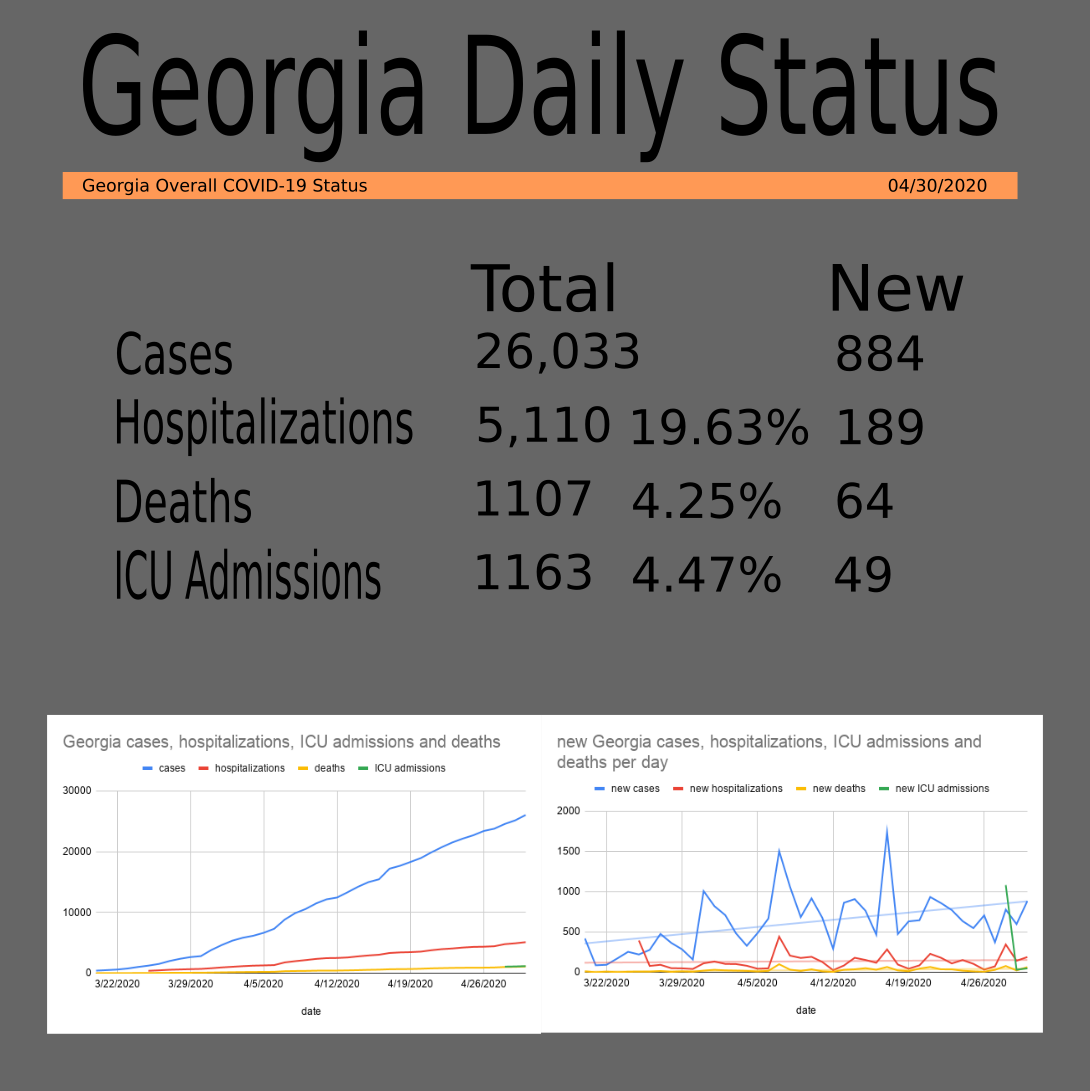 Georgia Daily Status
Georgia Overall COVID-19 Status 04/30/2020
Total New
Cases 26,033 884
Hospitalizations 5,110 19.63% 189
Deaths 1107 4.25% 64
ICU Admissions 1163 4.47% 49
Georgia cases, hospitalizations, ICU admissions and deaths
cases hospitalizations deaths ICU admissions
30000
20000
10000
0
3/22/2020 3/29/2020 4/5/2020 4/12/2020 4/19/2020 4/26/2020
date
new Georgia cases, hospitalizations, ICU admissions and
deaths per day
new cases new hospitalizations new deaths new ICU admissions
2000
1500
1000
500
0
3/22/2020 3/29/2020 4/5/2020 4/12/2020 4/19/2020 4/26/2020
date